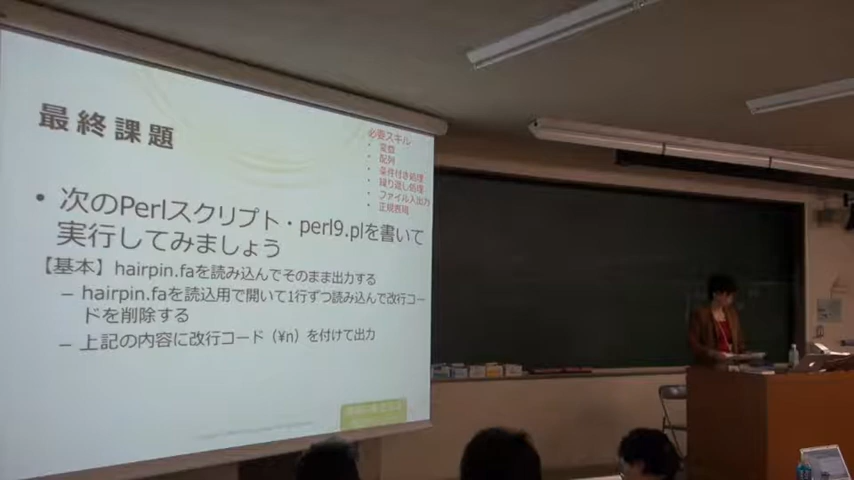 最終課題
必要スキル
• 変数
• 配列
• 条件付き処理
• 繰り返し処理
• ファイル入出力
• 正規表現
• 次のPerlスクリプト・perl9.plを書いて
実行してみましょう
【基本】hairpin.faを読み込んでそのまま出力する
– hairpin.faを読込用で開いて1行ずつ読み込んで改行コー
ドを削除する
– 上記の内容に改行コード（¥n）を付けて出力